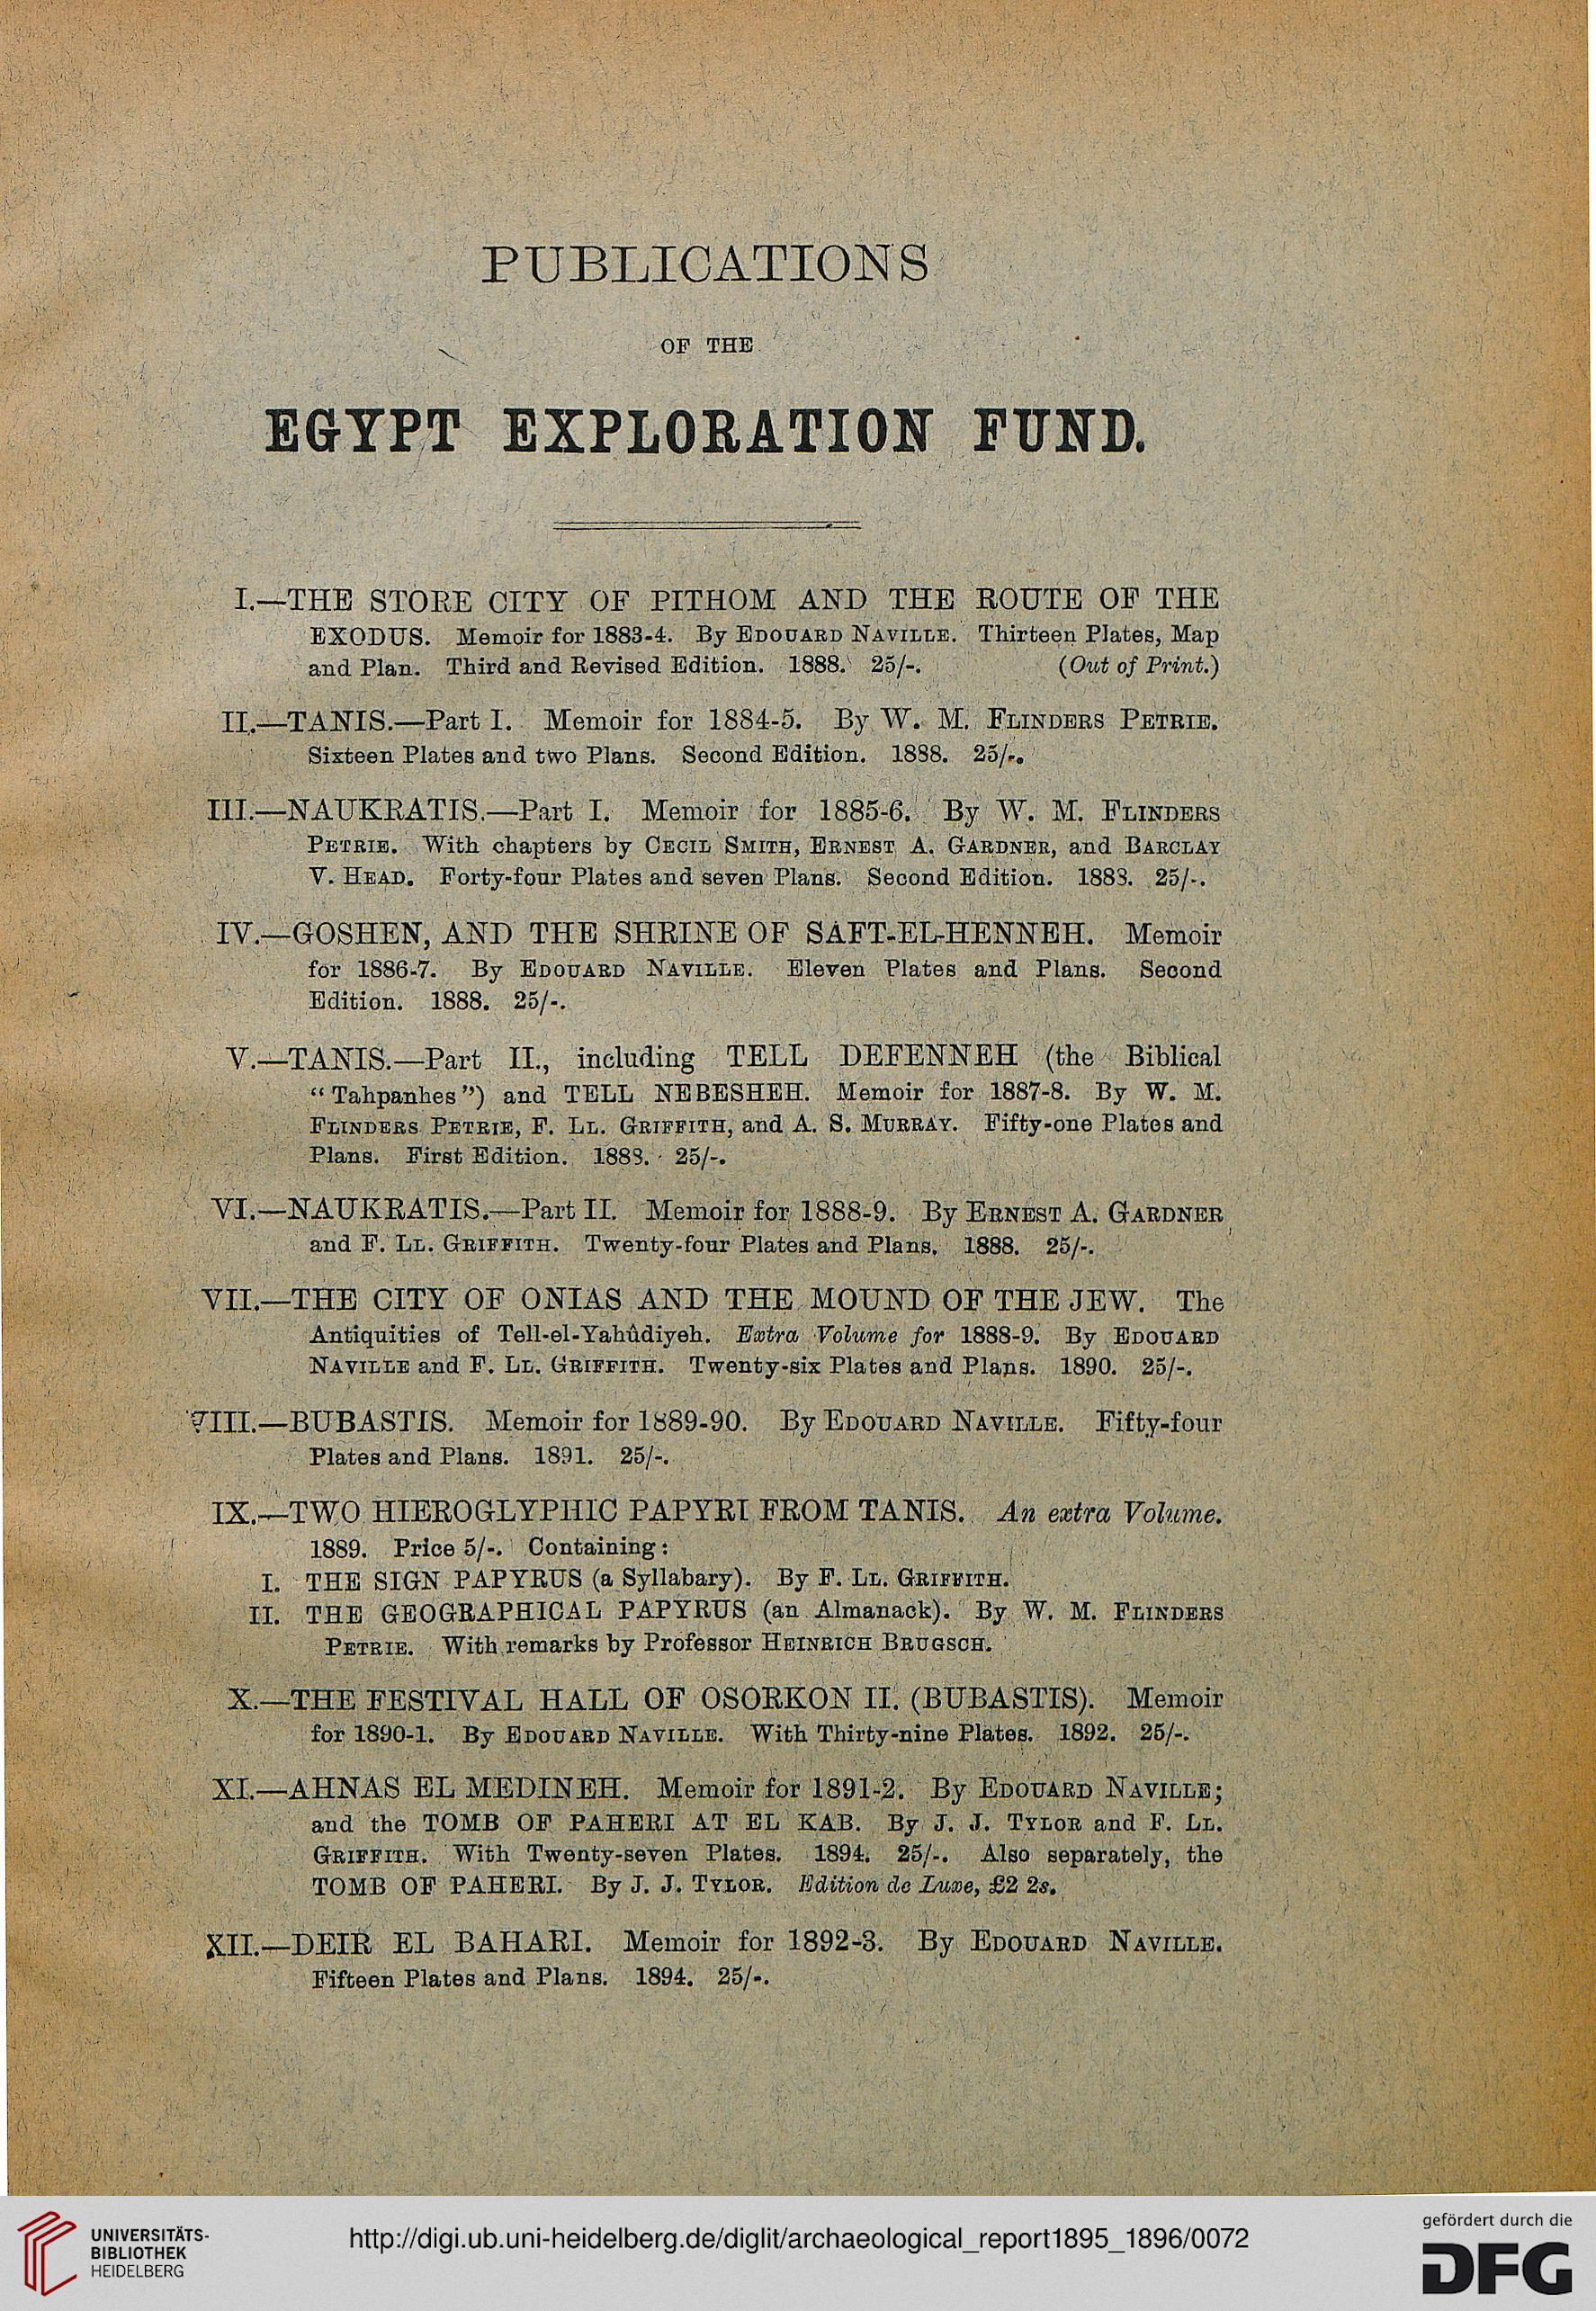 PUBLICATIONS
OF THE
EGYPT EXPLORATION FUND.
I.—THE STORE CITY OF PITHOM AND THE ROUTE OF THE
EXODUS. Memoir for 1883-4. By EDOUARD NAVILLE. Thirteen Plates, Map
and Plan. Third and Revised Edition. 1888. 25/-. (Out of Print.)
II.—TANIS.—Part I. Memoir for 1884-5. By W. M. FLINDERS PETRIE.
Sixteen Plates and two Plans. Second Edition. 1888. 25/-.
III.—NAUKRATIS.—Part I. Memoir for 1885-6. By W. M. FLINDERS
PETRIE. With chapters by CECIL SMITH, ERNEST A. GARDNER, and BARCLAY
V. HEAD. Forty-four Plates and seven Plans. Second Edition. 1888. 25/-.
IV.—GOSHEN, AND THE SHRINE OF SAFT-EL-HENNEH. Memoir
for 1886-7. By EDOUARD NAVILLE. Eleven Plates and Plans. Second
Edition. 1888. 25/-.
V.—TANIS.—Part II., including TELL DEFENNEH (the Biblical
“Tahpanhes”) and TELL NEBESHEH. Memoir for 1887-8. By W. M.
FLINDERS PETRIE, F. LL. GRIFFITH, and A. S. MURRAY. Fifty-one Plates and
Plans. First Edition. 1888. 25/-.
VI.—NAUKRATIS.—Part II. Memoir for 1888-9. By ERNEST A. GARDNER
and F. LL. GRIFFITH. Twenty-four Plates and Plans. 1888. 25/-.
VII.—THE CITY OF ONIAS AND THE MOUND OF THE JEW. The
Antiquities of Tell-el-Yahûdiyeh. Extra Volume for 1888-9. By EDOUARD
NAVILLE and F. LL. GRIFFITH. Twenty-six Plates and Plans. 1890. 25/-.
VIII.—BUBASTIS. Memoir for 1889-90. By EDOUARD NAVILLE. Fifty-four
Plates and Plans. 1891. 25/-.
IX.—TWO HIEROGLYPHIC PAPYRI FROM TANIS. An extra Volume.
1889. Price 5/-. Containing:
I. THE SIGN PAPYRUS (a Syllabary). By F. LL. GRIFFITH.
II. THE GEOGRAPHICAL PAPYRUS (an Almanack). By W. M. FLINDERS
PETRIE. With remarks by Professor HEINRICH BRUGSCH.
X.—THE FESTIVAL HALL OF OSORKON II. (BUBASTIS). Memoir
for 1890-1. By EDOUARD NAVILLE. With Thirty-nine Plates. 1892. 25/-.
XI.—AHNAS EL MEDINEH. Memoir for 1891-2. By EDOUARD NAVILLE;
and the TOMB OF PAHERI AT EL KAB. By J. J. TYLOR and F. LL.
GRIFFITH. With Twenty-seven Plates. 1894. 25/-. Also separately, the
TOMB OF PAHERI. By J. J. TYLOR. Edition de Luxe, £2 2s.
XII.—DEIR EL BAHARI. Memoir for 1892-3. By EDOUARD NAVILLE.
Fifteen Plates and Plans. 1894. 25/-.
UNIVERSITÄTS-
BIBLIOTHEK
HEIDELBERG
http://digi.ub.uni-heidelberg.de/diglit/archaeological_report1895_1896/0072
gefördert durch die
DFG